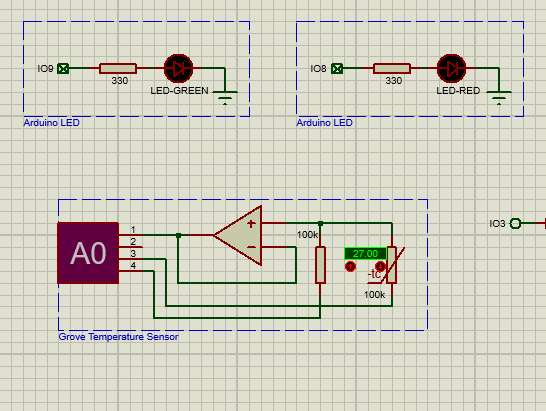 IO9
330
LED-GREEN
Arduino LED
IO8
330
LED-RED
Arduino LED
A0
1
2
3
4
+
−
100k
27.00
-tc
100k
Grove Temperature Sensor
IO3